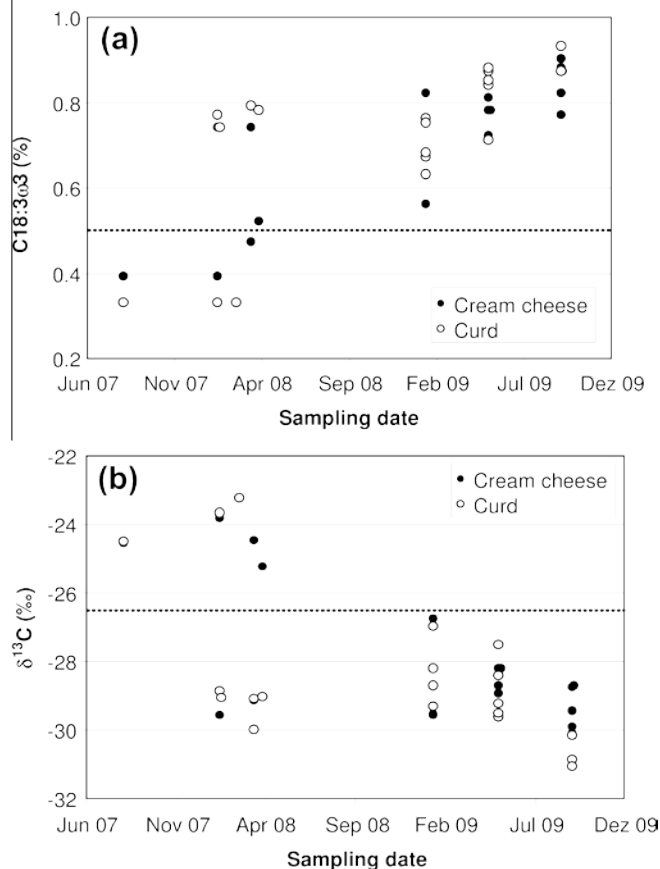 (a)
1.0
0.8
0.6
0.4
0.2
C18:3ω3 (%)
Cream cheese
Curd
Jun 07 Nov 07 Apr 08 Sep 08 Feb 09 Jul 09 Dez 09
Sampling date
(b)
-22
-24
-26
-28
-30
-32
δ¹³C (‰)
Cream cheese
Curd
Jun 07 Nov 07 Apr 08 Sep 08 Feb 09 Jul 09 Dez 09
Sampling date